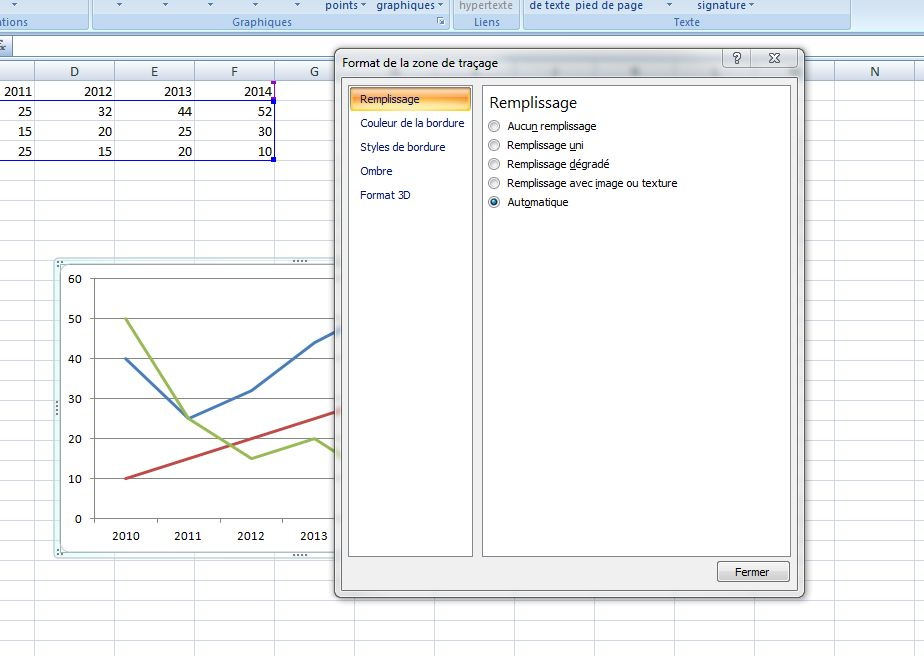 points graphiques hypertexte de texte pied de page signature
Graphiques Liens Texte
D E F G N
2011 2012 2013 2014
25 32 44 52
15 20 25 30
25 15 20 10
Format de la zone de traçage
Remplissage
Couleur de la bordure
Styles de bordure
Ombre
Format 3D
Remplissage
Aucun remplissage
Remplissage uni
Remplissage dégradé
Remplissage avec image ou texture
Automatique
Fermer
60
50
40
30
20
10
0
2010 2011 2012 2013